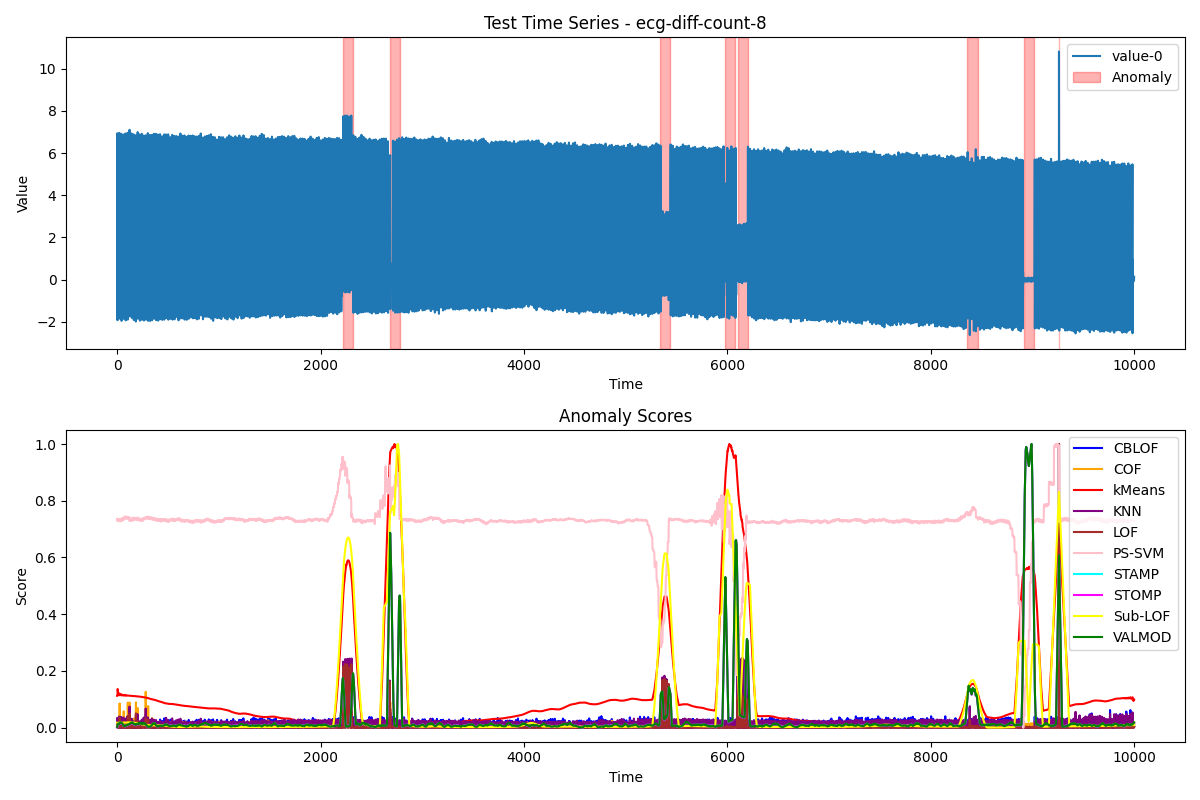 Test Time Series - ecg-diff-count-8
Value
10
8
6
4
2
0
−2
value-0
Anomaly
0 2000 4000 6000 8000 10000
Time
Anomaly Scores
Score
1.0
0.8
0.6
0.4
0.2
0.0
CBLOF
COF
kMeans
KNN
LOF
PS-SVM
STAMP
STOMP
Sub-LOF
VALMOD
0 2000 4000 6000 8000 10000
Time